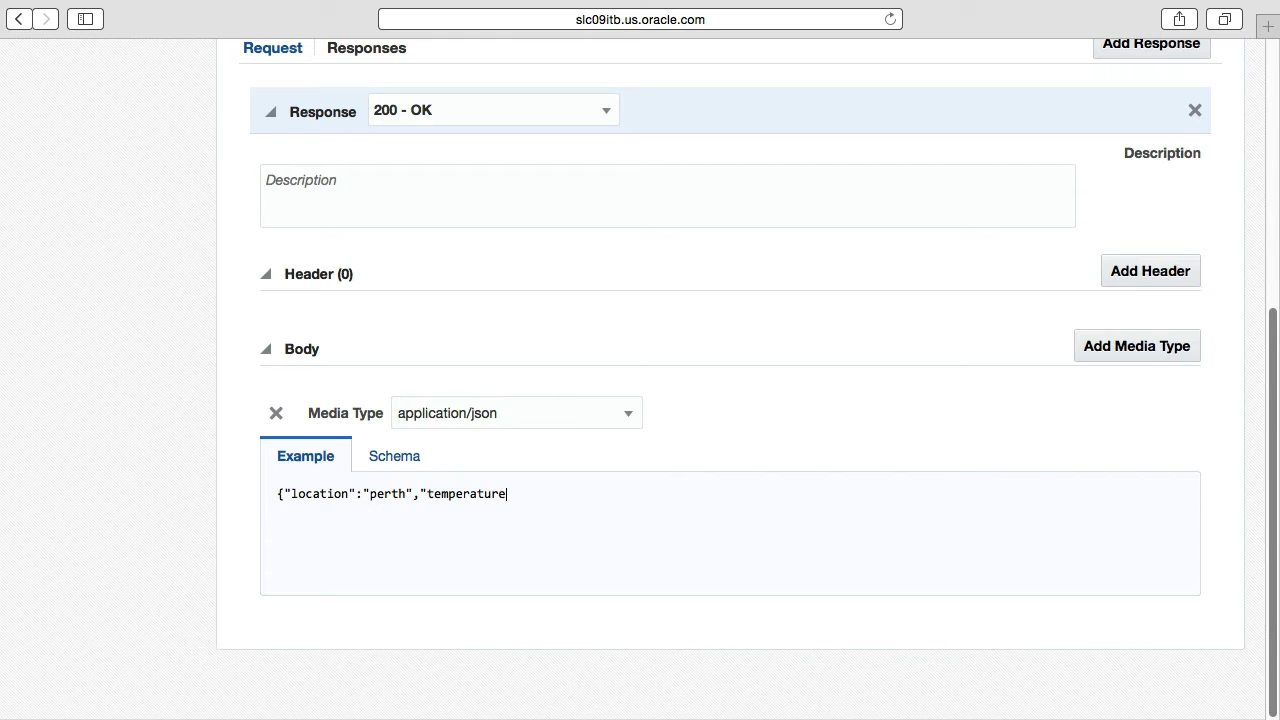 slc09itb.us.oracle.com
Request Responses Add Response
Response 200 - OK
Description
Description
Header (0) Add Header
Body Add Media Type
Media Type application/json
Example Schema
{"location":"perth","temperature